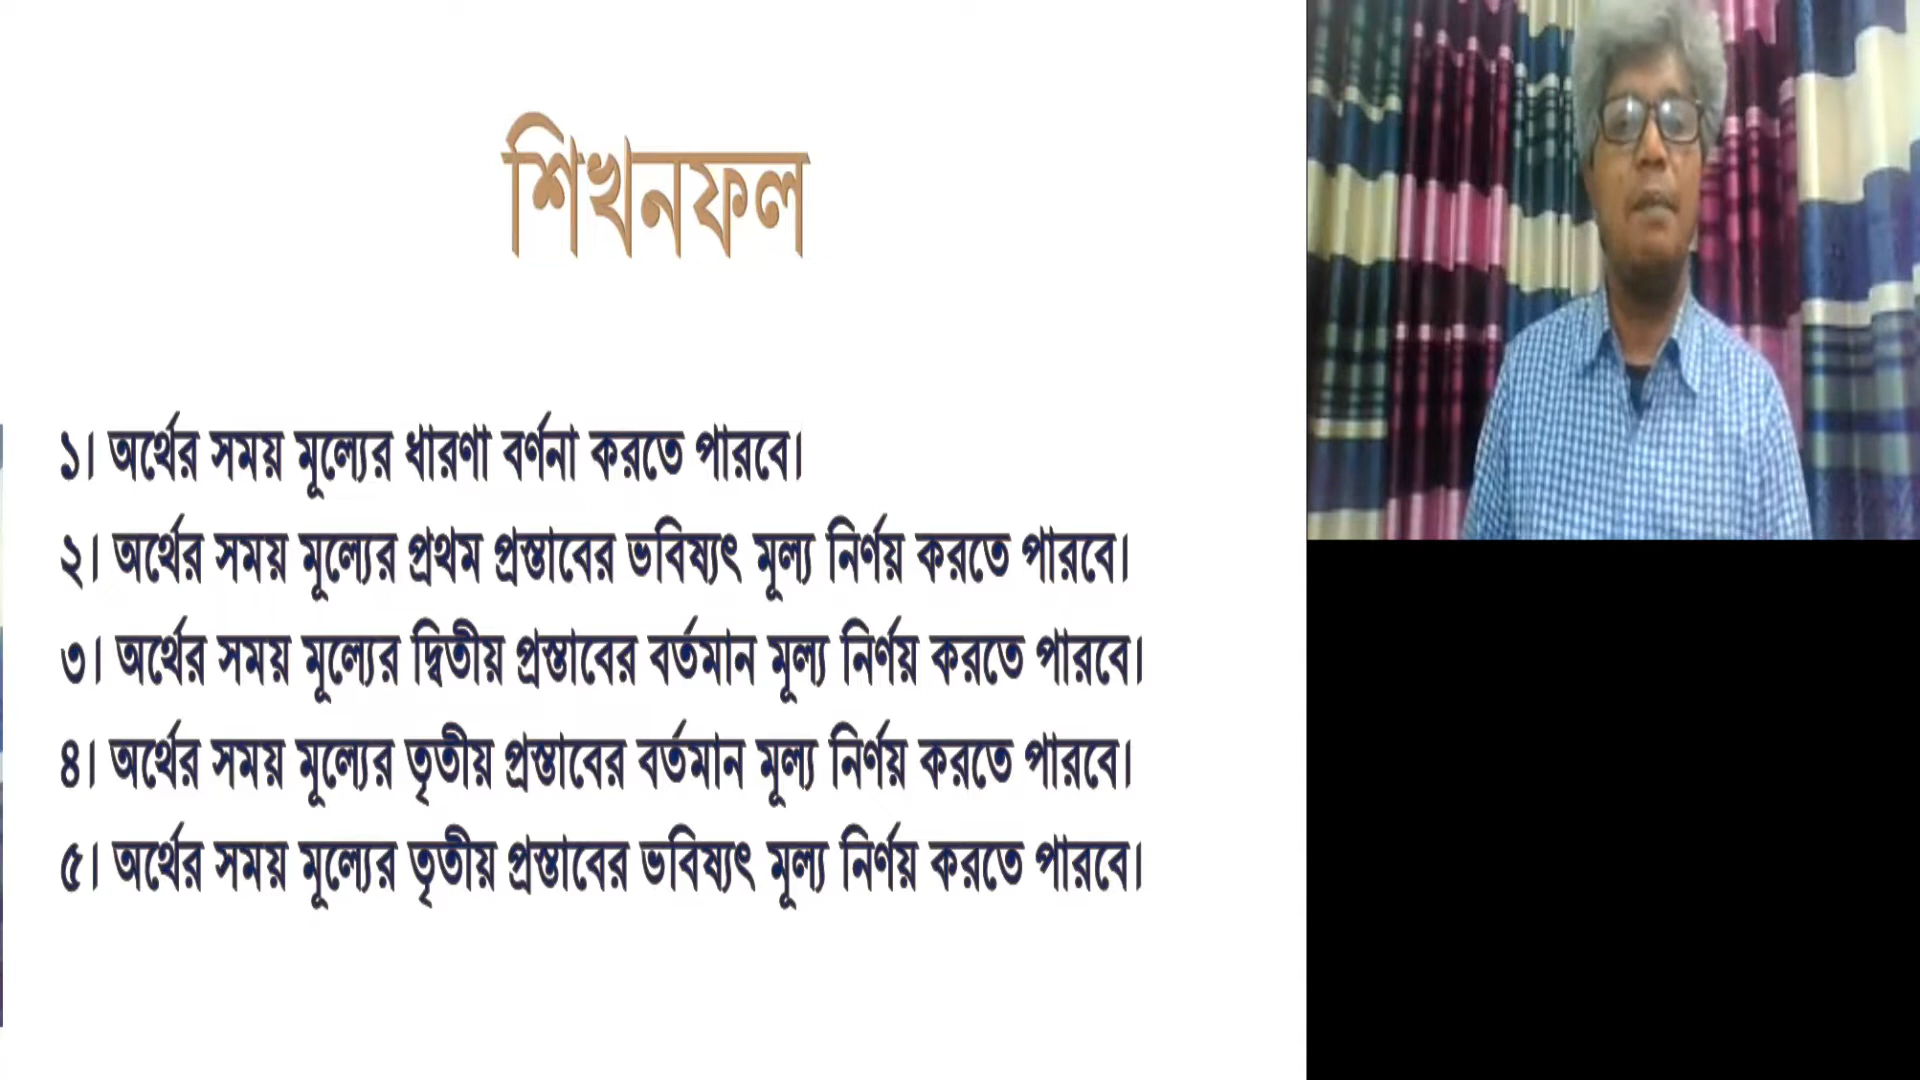 শিখনফল
১। অর্থের সময় মূল্যের ধারণা বর্ণনা করতে পারবে।
২। অর্থের সময় মূল্যের প্রথম প্রস্তাবের ভবিষ্যৎ মূল্য নির্ণয় করতে পারবে।
৩। অর্থের সময় মূল্যের দ্বিতীয় প্রস্তাবের বর্তমান মূল্য নির্ণয় করতে পারবে।
৪। অর্থের সময় মূল্যের তৃতীয় প্রস্তাবের বর্তমান মূল্য নির্ণয় করতে পারবে।
৫। অর্থের সময় মূল্যের তৃতীয় প্রস্তাবের ভবিষ্যৎ মূল্য নির্ণয় করতে পারবে।